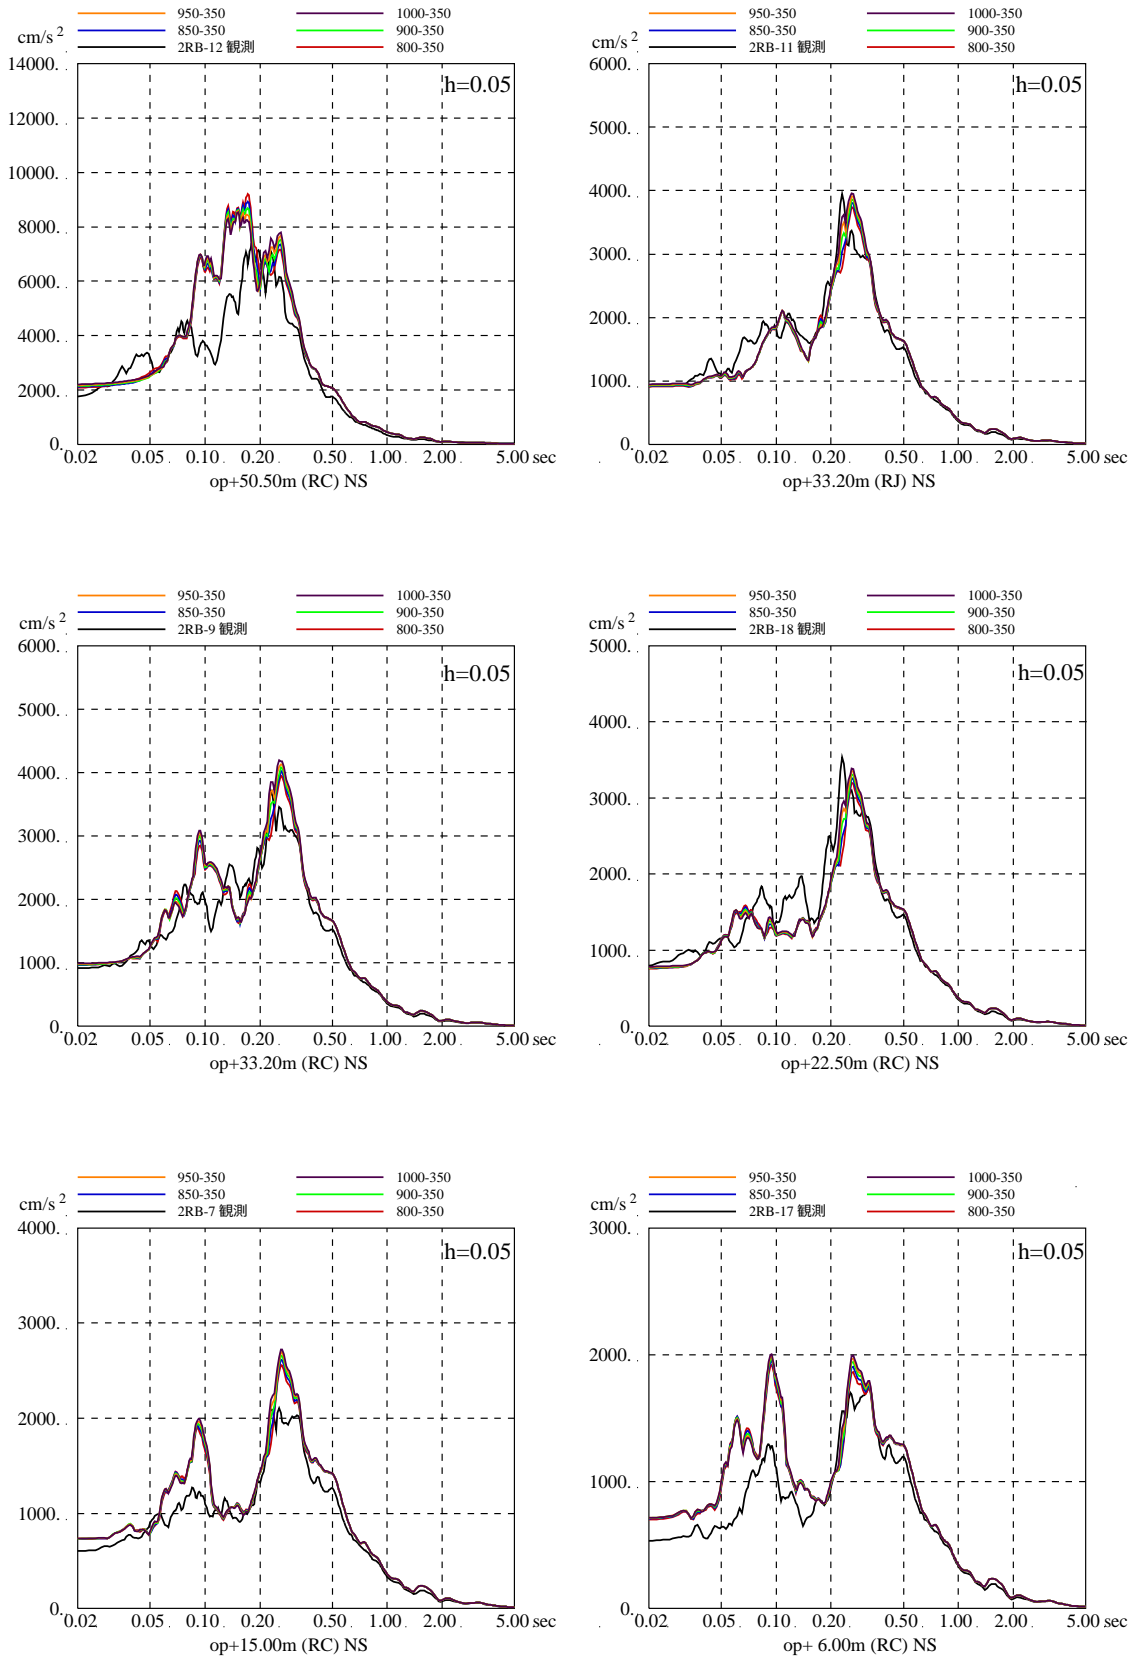 950-350 1000-350
cm/s 2 850-350 900-350
2RB-12 観測 800-350
14000.
h=0.05
12000.
10000.
8000.
6000.
4000.
2000.
0.
0.02 0.05 0.10 0.20 0.50 1.00 2.00 5.00 sec
op+50.50m (RC) NS
950-350 1000-350
cm/s 2 850-350 900-350
2RB-11 観測 800-350
6000.
h=0.05
5000.
4000.
3000.
2000.
1000.
0.
0.02 0.05 0.10 0.20 0.50 1.00 2.00 5.00 sec
op+33.20m (RJ) NS
950-350 1000-350
cm/s 2 850-350 900-350
2RB-9 観測 800-350
6000.
h=0.05
5000.
4000.
3000.
2000.
1000.
0.
0.02 0.05 0.10 0.20 0.50 1.00 2.00 5.00 sec
op+33.20m (RC) NS
950-350 1000-350
cm/s 2 850-350 900-350
2RB-18 観測 800-350
5000.
h=0.05
4000.
3000.
2000.
1000.
0.
0.02 0.05 0.10 0.20 0.50 1.00 2.00 5.00 sec
op+22.50m (RC) NS
950-350 1000-350
cm/s 2 850-350 900-350
2RB-7 観測 800-350
4000.
h=0.05
3000.
2000.
1000.
0.
0.02 0.05 0.10 0.20 0.50 1.00 2.00 5.00 sec
op+15.00m (RC) NS
950-350 1000-350
cm/s 2 850-350 900-350
2RB-17 観測 800-350
3000.
h=0.05
2000.
1000.
0.
0.02 0.05 0.10 0.20 0.50 1.00 2.00 5.00 sec
op+ 6.00m (RC) NS